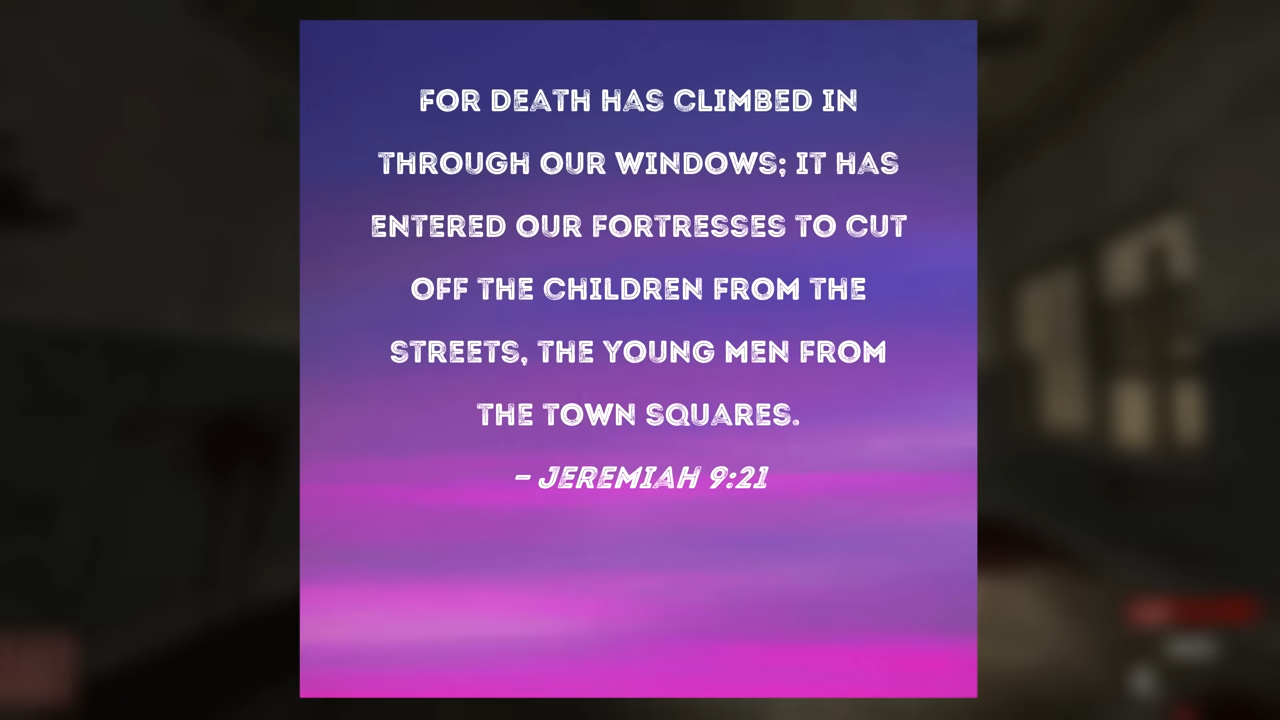 FOR DEATH HAS CLIMBED IN
THROUGH OUR WINDOWS; IT HAS
ENTERED OUR FORTRESSES TO CUT
OFF THE CHILDREN FROM THE
STREETS, THE YOUNG MEN FROM
THE TOWN SQUARES.
– JEREMIAH 9:21